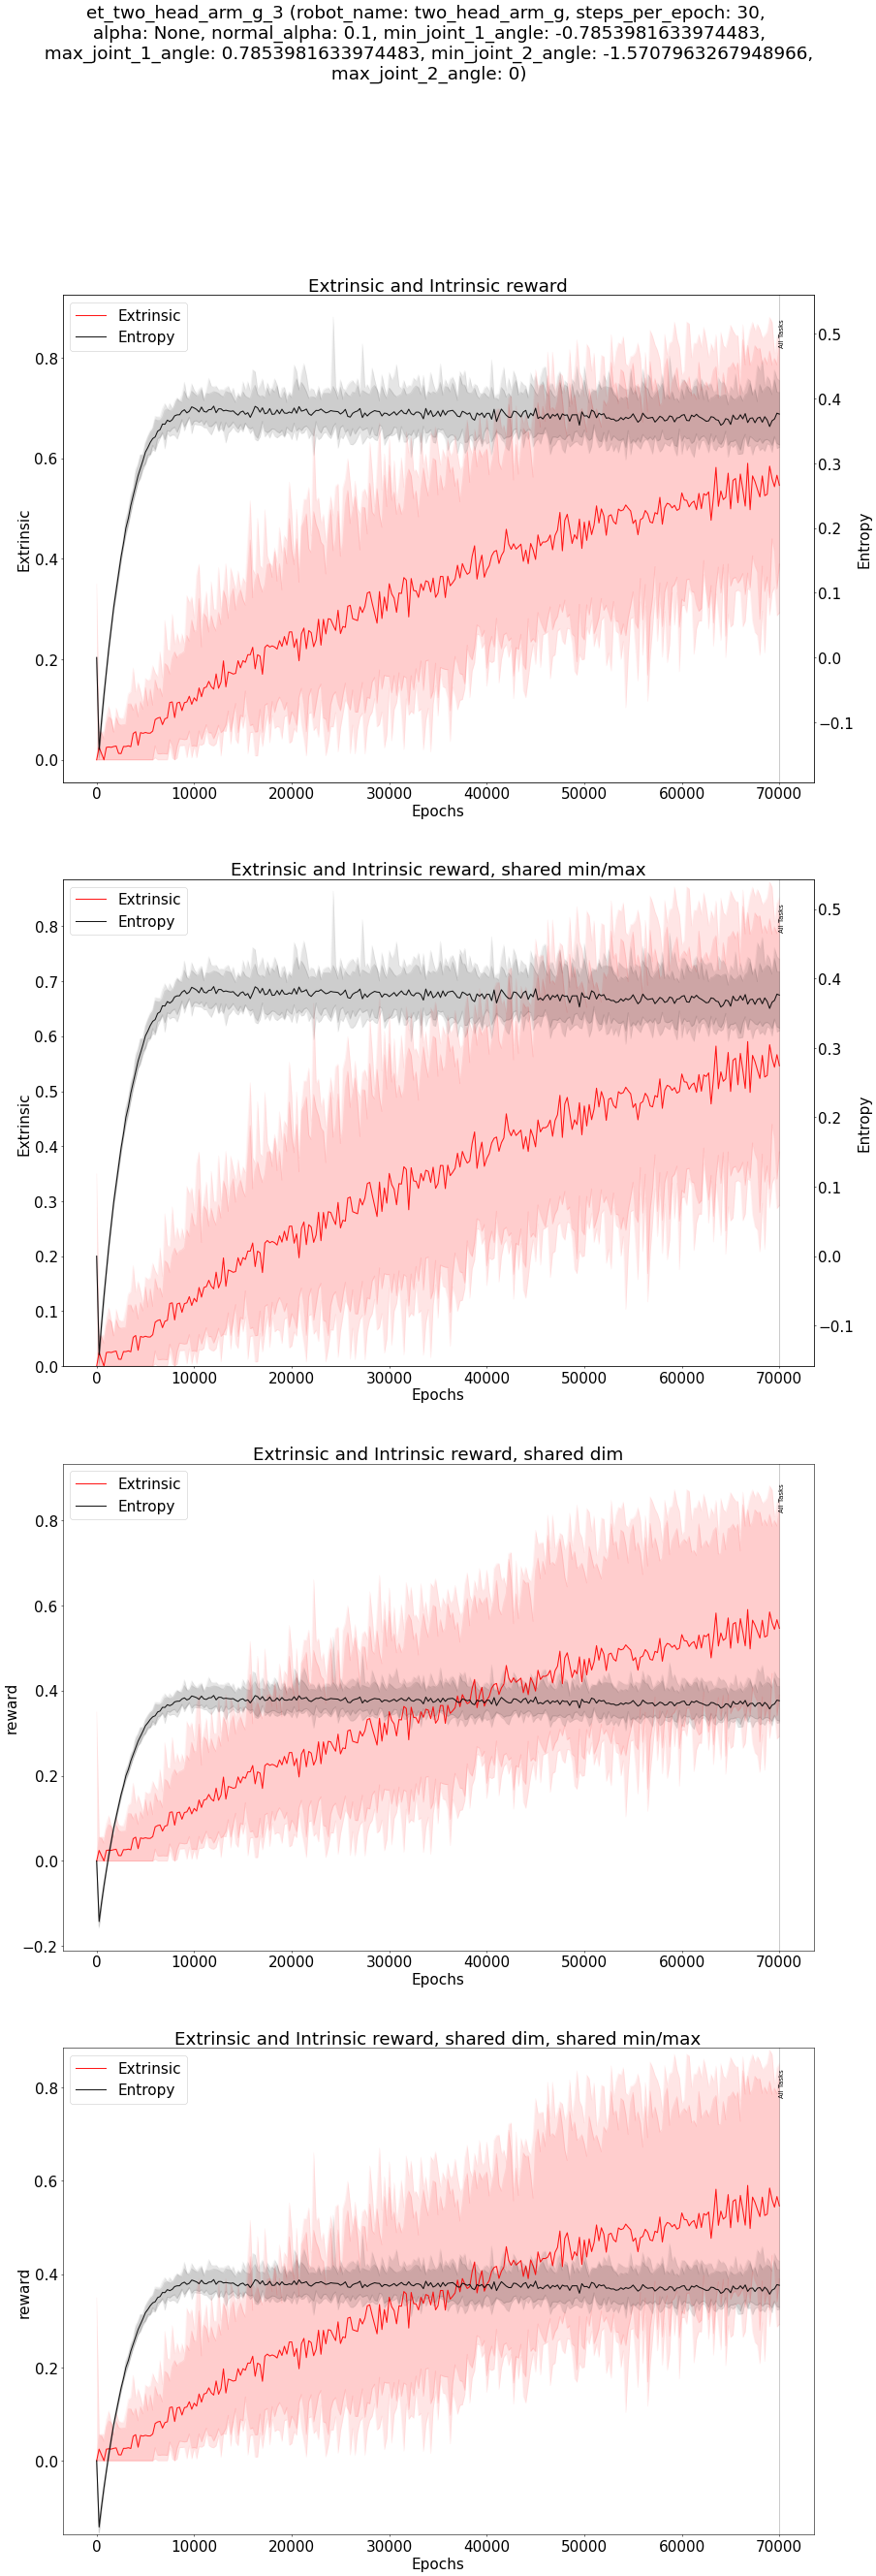 et_two_head_arm_g_3 (robot_name: two_head_arm_g, steps_per_epoch: 30,
alpha: None, normal_alpha: 0.1, min_joint_1_angle: -0.7853981633974483,
max_joint_1_angle: 0.7853981633974483, min_joint_2_angle: -1.5707963267948966,
max_joint_2_angle: 0)
Extrinsic and Intrinsic reward
Extrinsic
Entropy
All Tasks
0.8
0.6
0.4
0.2
0.0
Extrinsic
0.5
0.4
0.3
0.2
0.1
0.0
−0.1
Entropy
0 10000 20000 30000 40000 50000 60000 70000
Epochs
Extrinsic and Intrinsic reward, shared min/max
Extrinsic
Entropy
All Tasks
0.8
0.7
0.6
0.5
0.4
0.3
0.2
0.1
0.0
Extrinsic
0.5
0.4
0.3
0.2
0.1
0.0
−0.1
Entropy
0 10000 20000 30000 40000 50000 60000 70000
Epochs
Extrinsic and Intrinsic reward, shared dim
Extrinsic
Entropy
All Tasks
0.8
0.6
0.4
0.2
0.0
−0.2
reward
0 10000 20000 30000 40000 50000 60000 70000
Epochs
Extrinsic and Intrinsic reward, shared dim, shared min/max
Extrinsic
Entropy
All Tasks
0.8
0.6
0.4
0.2
0.0
reward
0 10000 20000 30000 40000 50000 60000 70000
Epochs